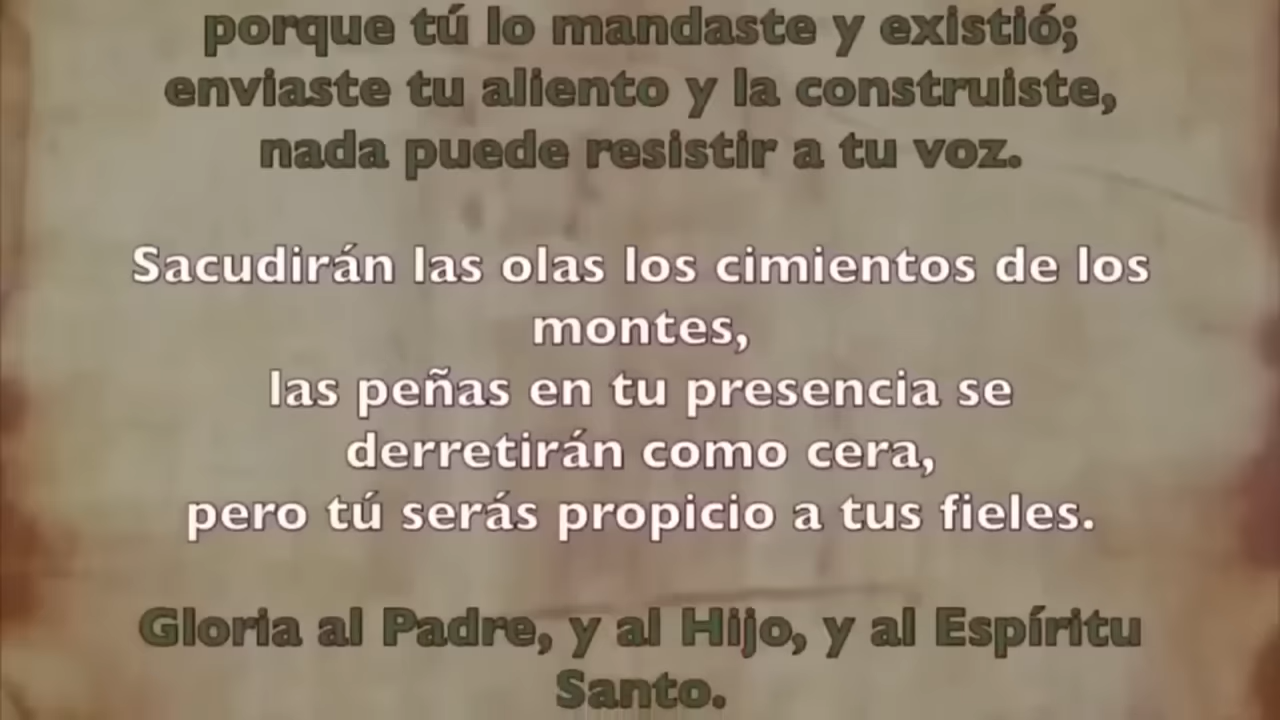 porque tú lo mandaste y existió;
enviaste tu aliento y la construiste,
nada puede resistir a tu voz.
Sacudirán las olas los cimientos de los
montes,
las peñas en tu presencia se
derretirán como cera,
pero tú serás propicio a tus fieles.
Gloria al Padre, y al Hijo, y al Espíritu
Santo.